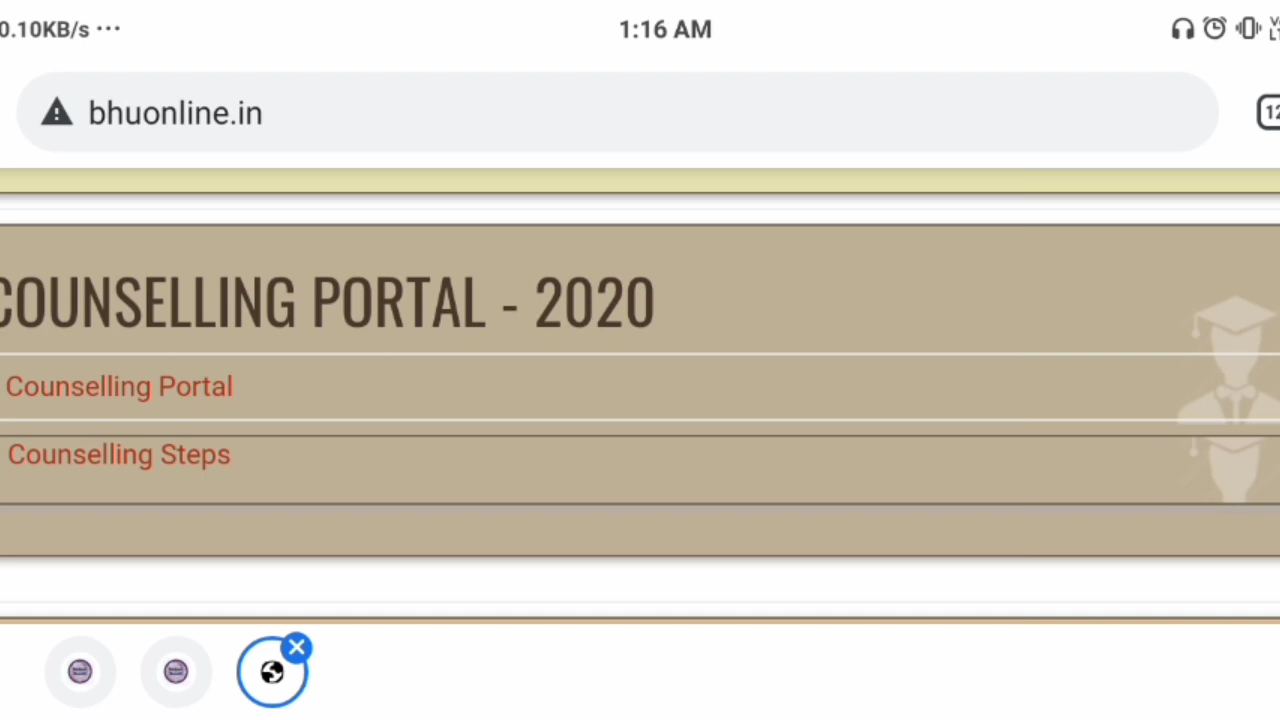 0.10KB/s ...
1:16 AM
bhuonline.in
COUNSELLING PORTAL - 2020
Counselling Portal
Counselling Steps